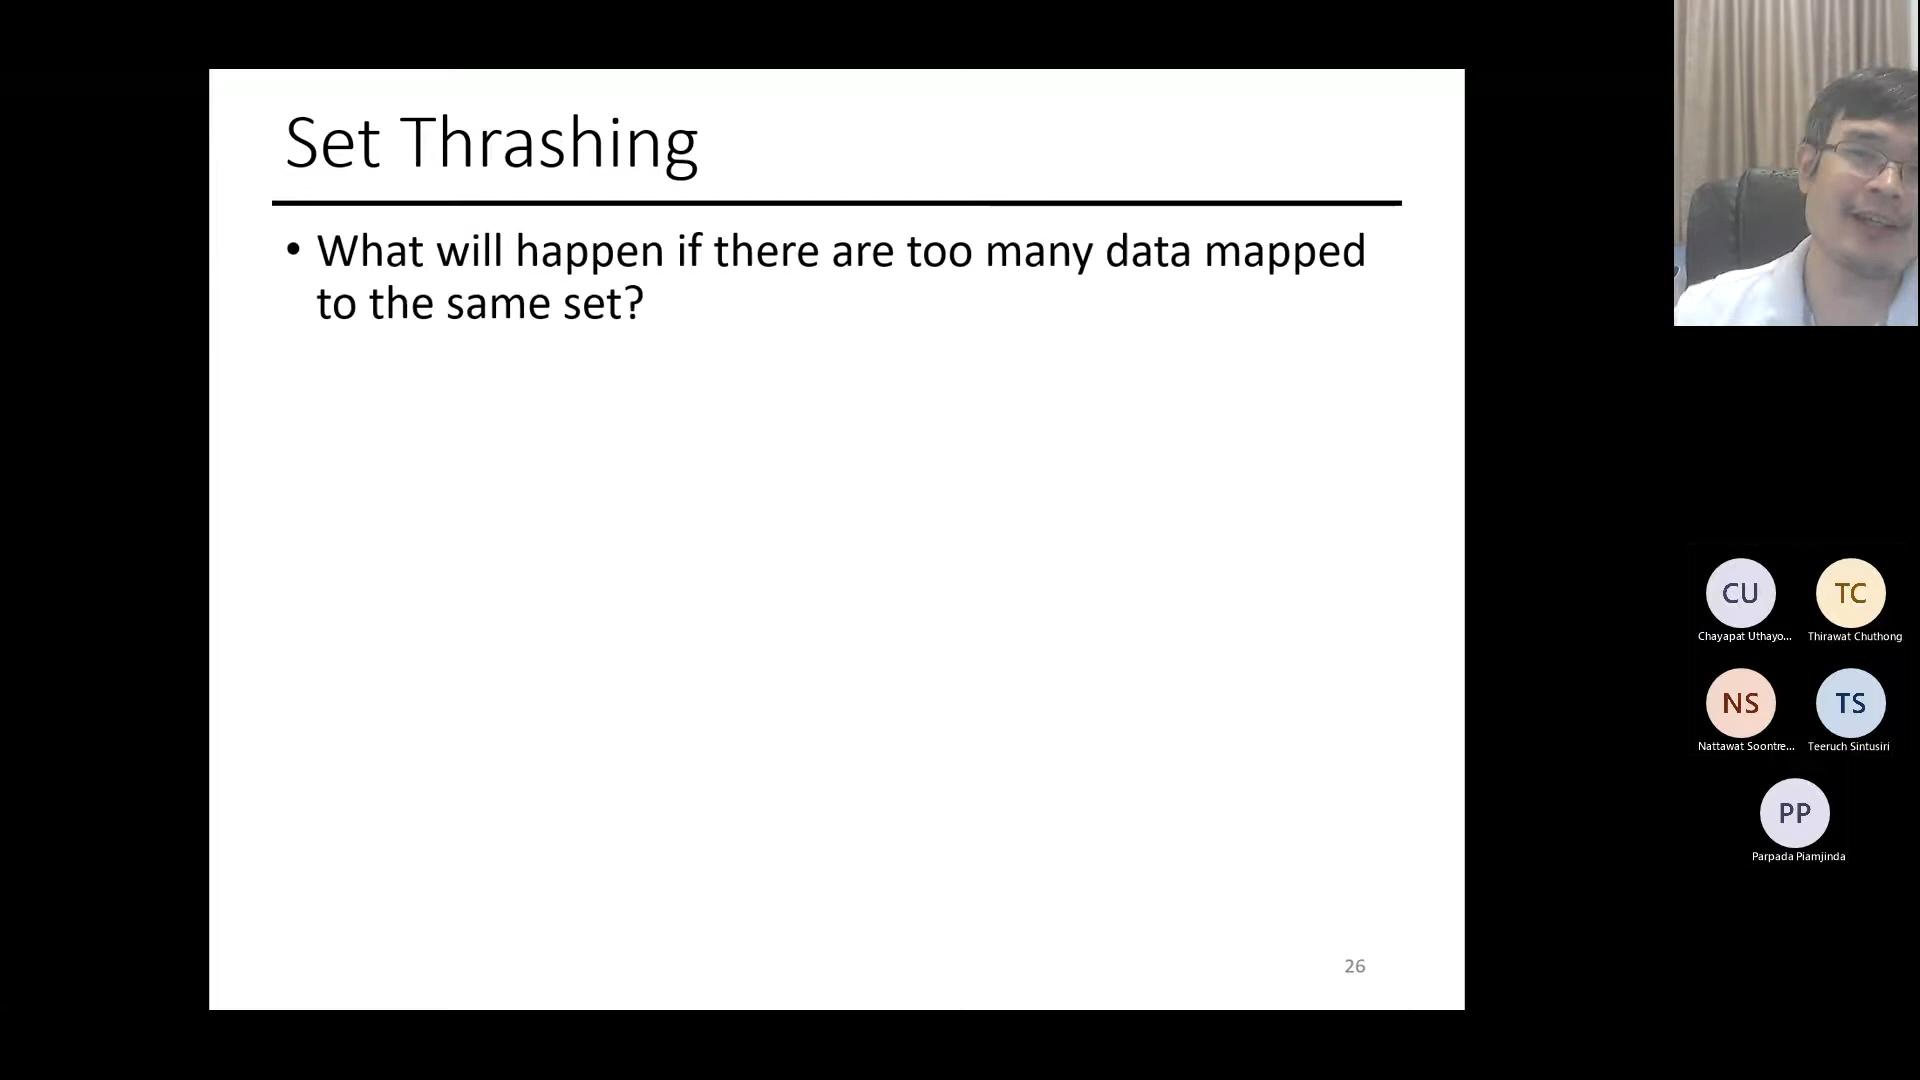 Set Thrashing
• What will happen if there are too many data mapped
to the same set?
26
CU
TC
Chayapat Uthayo...
Thirawat Chuthong
NS
TS
Nattawat Soontre...
Teeruch Sintusiri
PP
Parpada Piamjinda